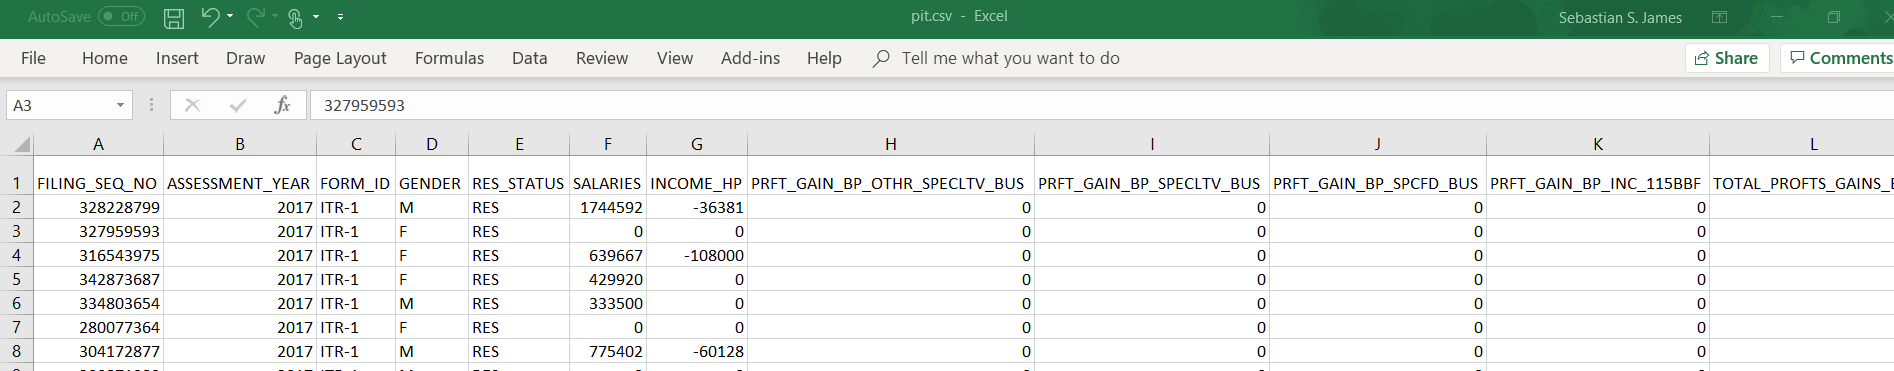 AutoSave Off pit.csv - Excel Sebastian S. James
File Home Insert Draw Page Layout Formulas Data Review View Add-ins Help Tell me what you want to do Share Comments
A3 fx 327959593
A B C D E F G H I J K L
1 FILING_SEQ_NO ASSESSMENT_YEAR FORM_ID GENDER RES_STATUS SALARIES INCOME_HP PRFT_GAIN_BP_OTHR_SPECLTV_BUS PRFT_GAIN_BP_SPECLTV_BUS PRFT_GAIN_BP_SPCFD_BUS PRFT_GAIN_BP_INC_115BBF TOTAL_PROFTS_GAINS_
2 328228799 2017 ITR-1 M RES 1744592 -36381 0 0 0 0
3 327959593 2017 ITR-1 F RES 0 0 0 0 0 0
4 316543975 2017 ITR-1 F RES 639667 -108000 0 0 0 0
5 342873687 2017 ITR-1 F RES 429920 0 0 0 0 0
6 334803654 2017 ITR-1 M RES 333500 0 0 0 0 0
7 280077364 2017 ITR-1 F RES 0 0 0 0 0 0
8 304172877 2017 ITR-1 M RES 775402 -60128 0 0 0 0